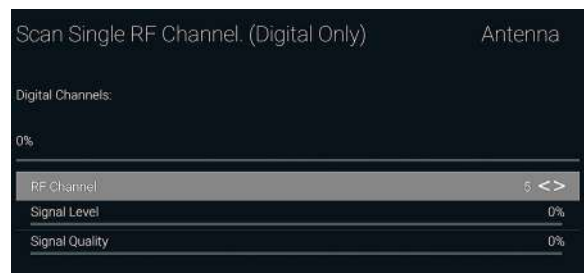 Scan Single RF Channel. (Digital Only) Antenna
Digital Channels:
0%
RF Channel 5 <>
Signal Level 0%
Signal Quality 0%